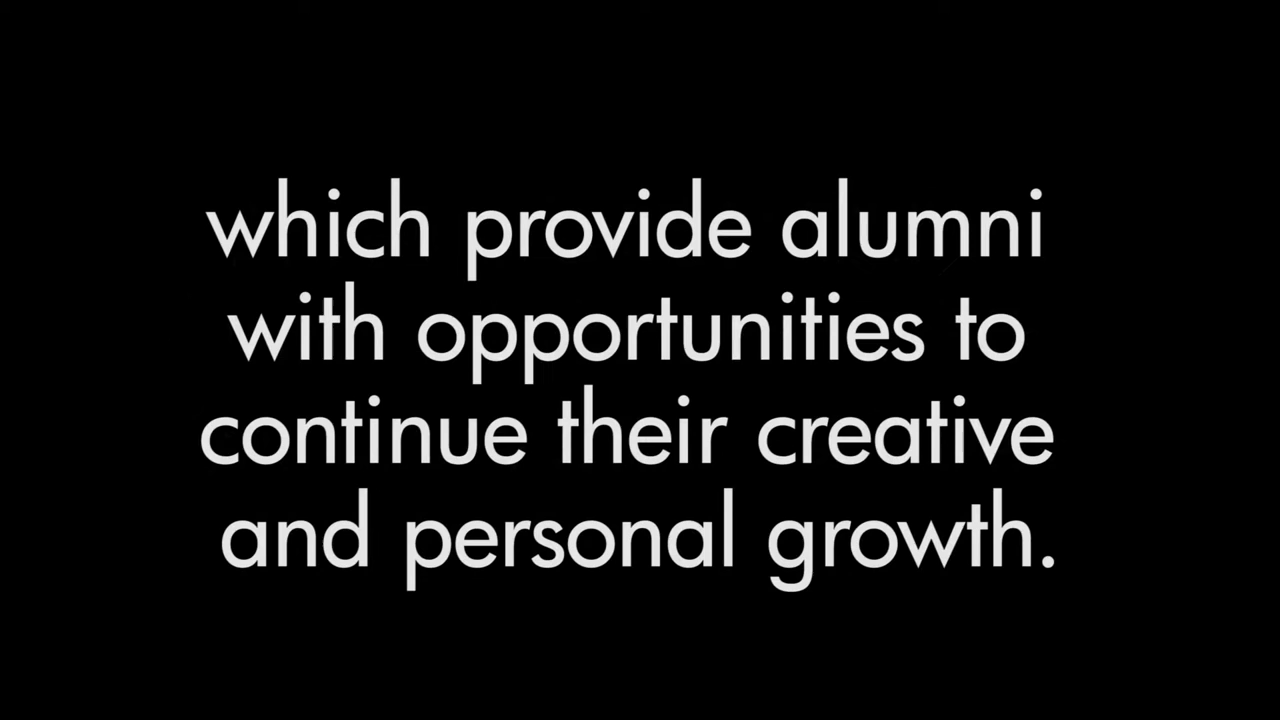 which provide alumni
with opportunities to
continue their creative
and personal growth.